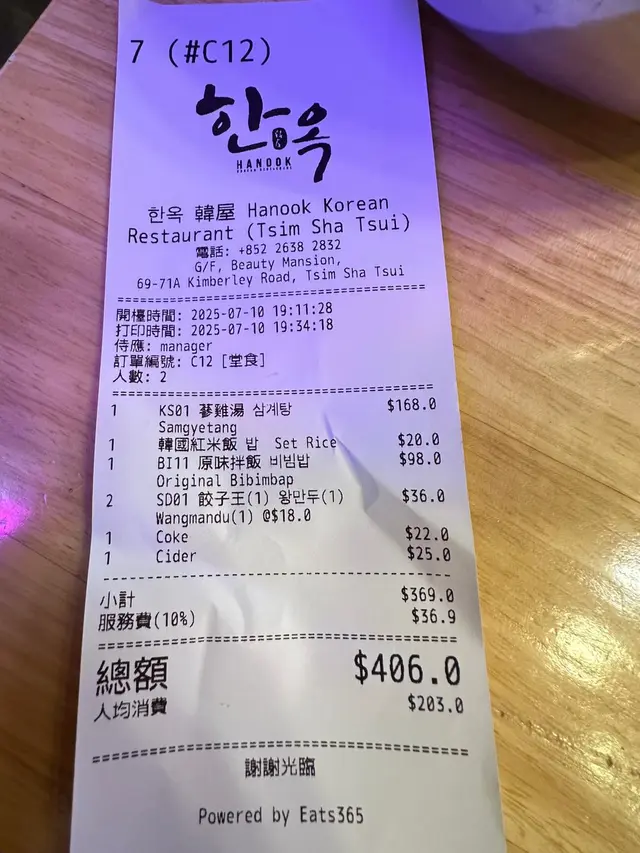 7 (#C12)
한옥
HANOOK
한옥 韓屋 Hanook Korean
Restaurant (Tsim Sha Tsui)
電話: +852 2638 2832
G/F, Beauty Mansion,
69-71A Kimberley Road, Tsim Sha Tsui
開檯時間: 2025-07-10 19:11:28
打印時間: 2025-07-10 19:34:18
侍應: manager
訂單編號: C12 [堂食]
人數: 2
1 KS01 蔘雞湯 삼계탕 $168.0
Samgyetang
1 韓國紅米飯 밥 Set Rice $20.0
1 BI11 原味拌飯 비빔밥 $98.0
Original Bibimbap
2 SD01 餃子王(1) 왕만두(1) $36.0
Wangmandu(1) @$18.0
1 Coke $22.0
1 Cider $25.0
小計 $369.0
服務費(10%) $36.9
總額 $406.0
人均消費 $203.0
謝謝光臨
Powered by Eats365